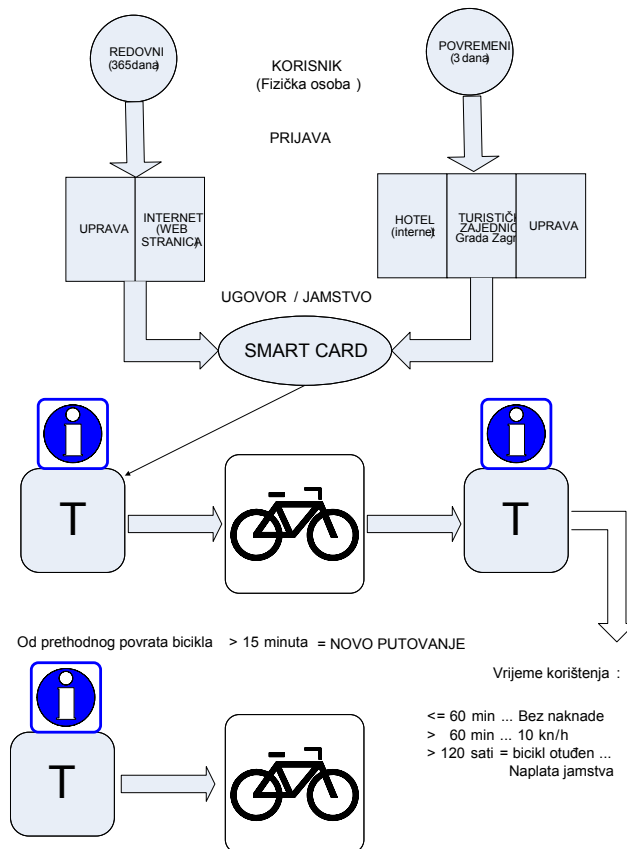 REDOVNI
(365dana)
KORISNIK
(Fizička osoba )
POVREMENI
(3 dana)
PRIJAVA
UPRAVA
INTERNET
(WEB
STRANICA)
HOTEL
(internet)
TURISTIČI
ZAJEDNIC
Grada Zagr
UPRAVA
UGOVOR / JAMSTVO
SMART CARD
i
i
T
T
Od prethodnog povrata bicikla > 15 minuta = NOVO PUTOVANJE
i
T
Vrijeme korištenja :
<= 60 min ... Bez naknade
> 60 min ... 10 kn/h
> 120 sati = bicikl otuđen ...
Naplata jamstva